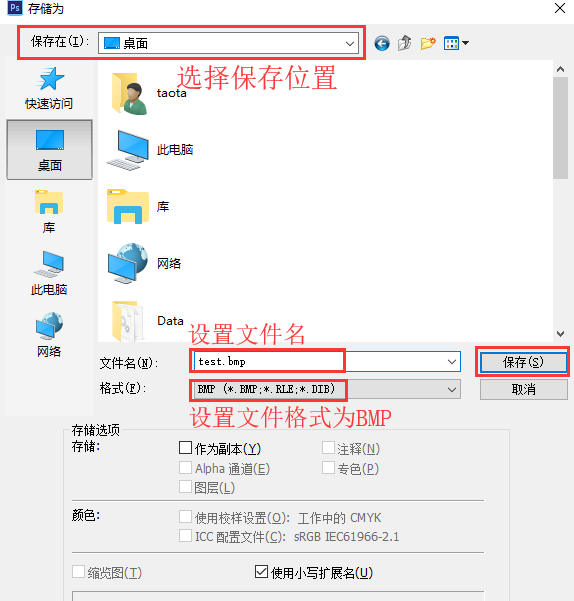 Ps 存储为
保存在(I): 桌面
选择保存位置
快速访问
桌面
库
此电脑
网络
taota
此电脑
库
网络
Data
设置文件名
文件名(N): test.bmp 保存(S)
格式(F): BMP (*.BMP;*.RLE;*.DIB) 取消
设置文件格式为BMP
存储选项
存储: 作为副本(Y) 注释(N)
Alpha 通道(E) 专色(P)
图层(L)
颜色: 使用校样设置(O): 工作中的 CMYK
ICC 配置文件(C): sRGB IEC61966-2.1
缩览图(T) 使用小写扩展名(U)